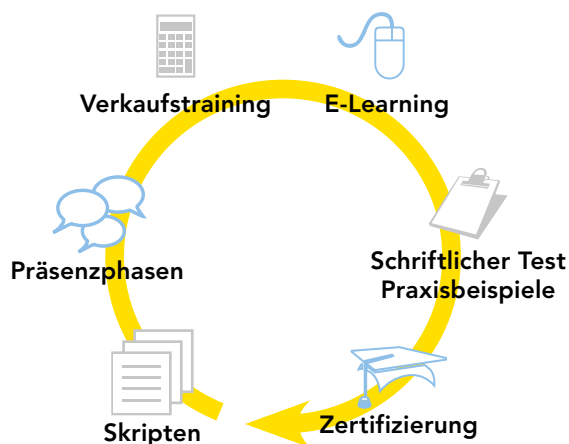 Verkaufstraining
E-Learning
Präsenzphasen
Schriftlicher Test
Praxisbeispiele
Skripten
Zertifizierung